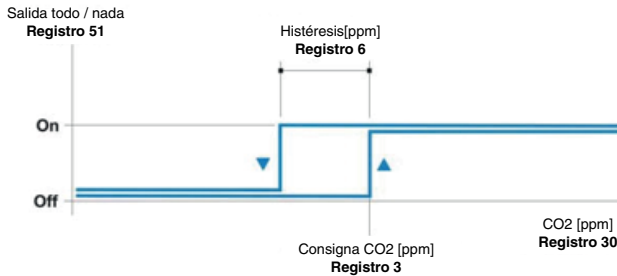 Salida todo / nada
Registro 51
Histéresis[ppm]
Registro 6
On
Off
CO2 [ppm]
Registro 30
Consigna CO2 [ppm]
Registro 3